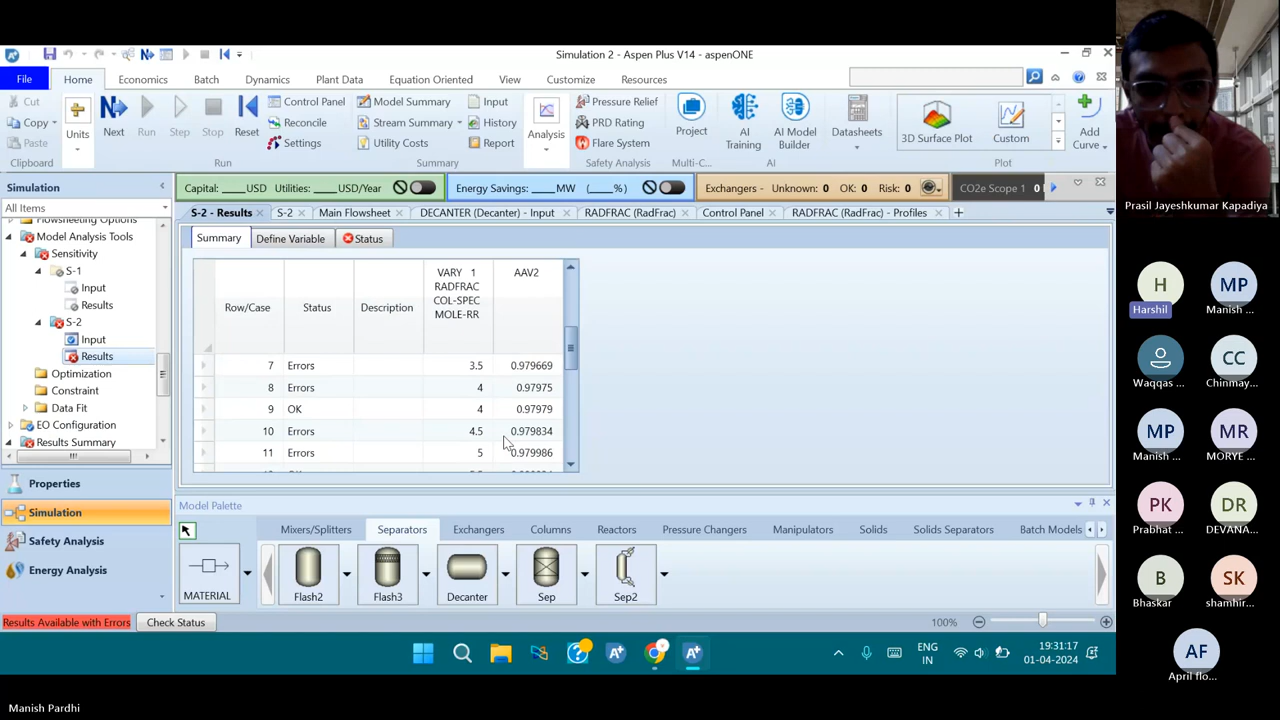 Simulation 2 - Aspen Plus V14 - aspenONE
File Home Economics Batch Dynamics Plant Data Equation Oriented View Customize Resources
Cut Copy Paste Clipboard
Units
Next Run Step Stop Reset Control Panel Reconcile Settings Run
Model Summary Input Stream Summary History Utility Costs Report Summary
Analysis
Pressure Relief PRD Rating Flare System Safety Analysis
Project Multi-C...
AI Training AI Model Builder AI
Datasheets
3D Surface Plot Custom Add Curve Plot
Simulation
Capital: ____USD Utilities: ____USD/Year Energy Savings: ____MW (____%) Exchangers - Unknown: 0 OK: 0 Risk: 0 CO2e Scope 1 0
All Items
S-2 - Results S-2 Main Flowsheet DECANTER (Decanter) - Input RADFRAC (RadFrac) Control Panel RADFRAC (RadFrac) - Profiles
Flowsheeting Options
Model Analysis Tools
Sensitivity
S-1
Input
Results
S-2
Input
Results
Optimization
Constraint
Data Fit
EO Configuration
Results Summary
Summary Define Variable Status
Row/Case Status Description VARY 1 RADFRAC COL-SPEC MOLE-RR AAV2
7 Errors 3.5 0.979669
8 Errors 4 0.97975
9 OK 4 0.97979
10 Errors 4.5 0.979834
11 Errors 5 0.979986
Properties
Simulation
Safety Analysis
Energy Analysis
Model Palette
Mixers/Splitters Separators Exchangers Columns Reactors Pressure Changers Manipulators Solids Solids Separators Batch Models
MATERIAL Flash2 Flash3 Decanter Sep Sep2
Results Available with Errors Check Status 100%
ENG IN 19:31:17 01-04-2024
Manish Pardhi
Prasil Jayeshkumar Kapadiya
H MP
Harshil Manish ...
CC
Waqqas ... Chinmay...
MP MR
Manish ... MORYE ...
PK DR
Prabhat ... DEVANA...
B SK
Bhaskar shamhir...
AF
April flo...